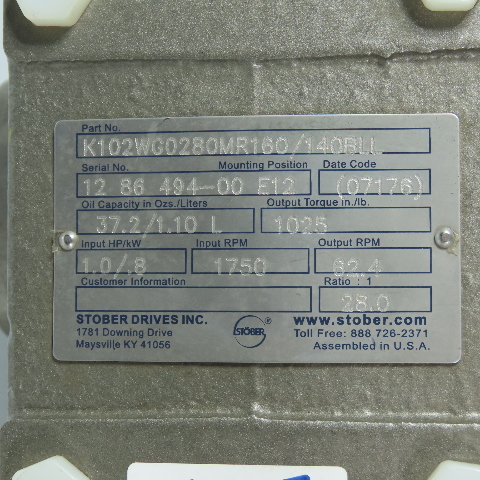 Part No.
K102WG0280MR160/140BLL
Serial No. Mounting Position Date Code
12 86 494-00 E12 (07176)
Oil Capacity in Ozs./Liters Output Torque in./lb.
37.2/1.10 L 1025
Input HP/kW Input RPM Output RPM
1.0/.8 1750 62.4
Customer Information Ratio : 1
28.0
STOBER DRIVES INC. STÖBER ® www.stober.com
1781 Downing Drive Toll Free: 888 726-2371
Maysville KY 41056 Assembled in U.S.A.